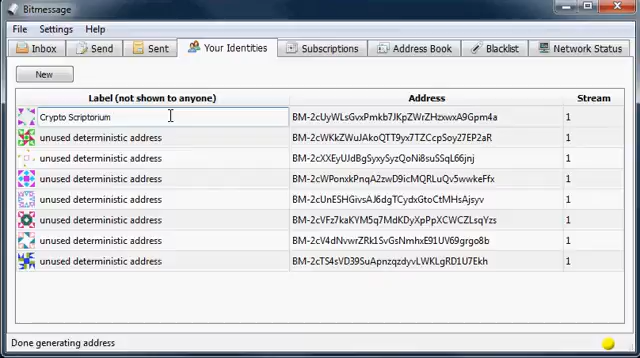 Bitmessage
File Settings Help
Inbox Send Sent Your Identities Subscriptions Address Book Blacklist Network Status
New
Label (not shown to anyone) Address Stream
Crypto Scriptorium BM-2cUyWLsGvxPmkb7JKpZWrZHzxwxA9Gpm4a 1
unused deterministic address BM-2cWKkZWuJAkoQTT9yx7TZCcpSoy27EP2aR 1
unused deterministic address BM-2cXXEyUJdBgSyxySyzQoNi8suSSqL66jnj 1
unused deterministic address BM-2cWPonxkPnqA2zwD9icMQRLuQv5wwkeFfx 1
unused deterministic address BM-2cUnESHGivsAJ6dgTCydxGtoCtMHsAjsyv 1
unused deterministic address BM-2cVFz7kaKYM5q7MdKDyXpPpXCWCZLsqYzs 1
unused deterministic address BM-2cV4dNvwrZRk1SvGsNmhxE91UV69grgo8b 1
unused deterministic address BM-2cTS4sVD39SuApnzqzdyvLWKLgRD1U7Ekh 1
Done generating address